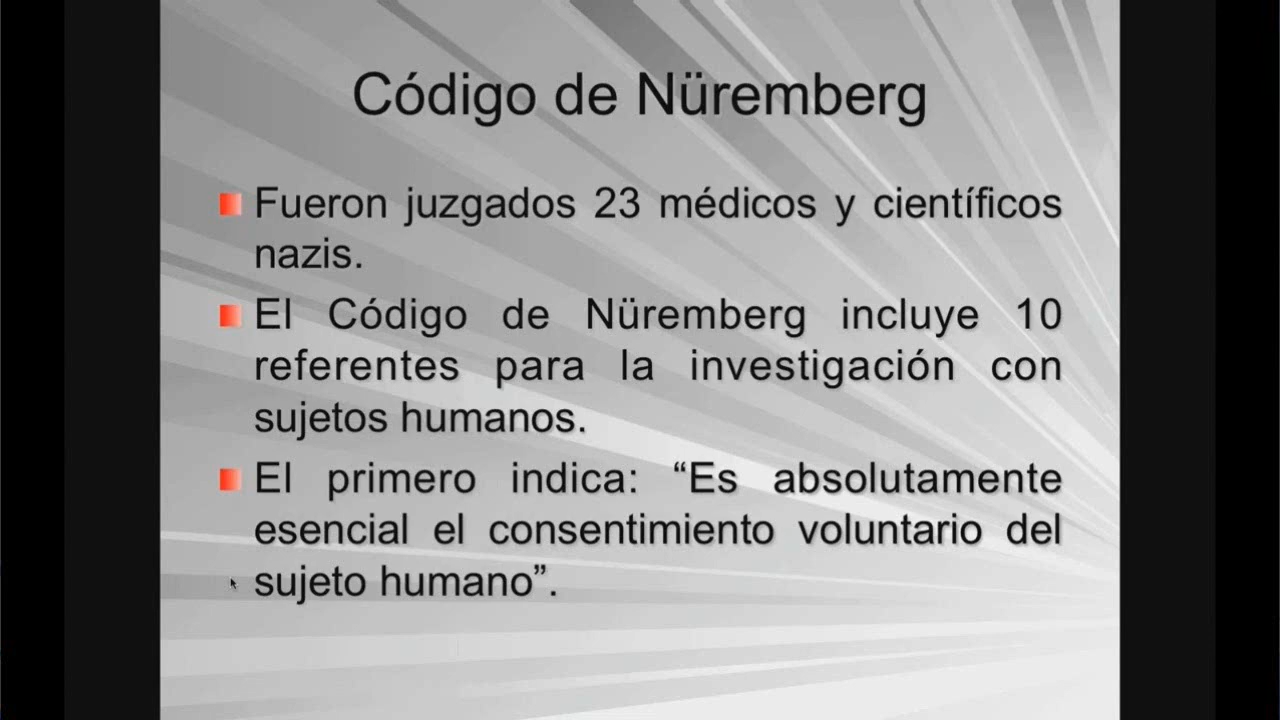 Código de Nüremberg
Fueron juzgados 23 médicos y científicos
nazis.
El Código de Nüremberg incluye 10
referentes para la investigación con
sujetos humanos.
El primero indica: “Es absolutamente
esencial el consentimiento voluntario del
sujeto humano”.